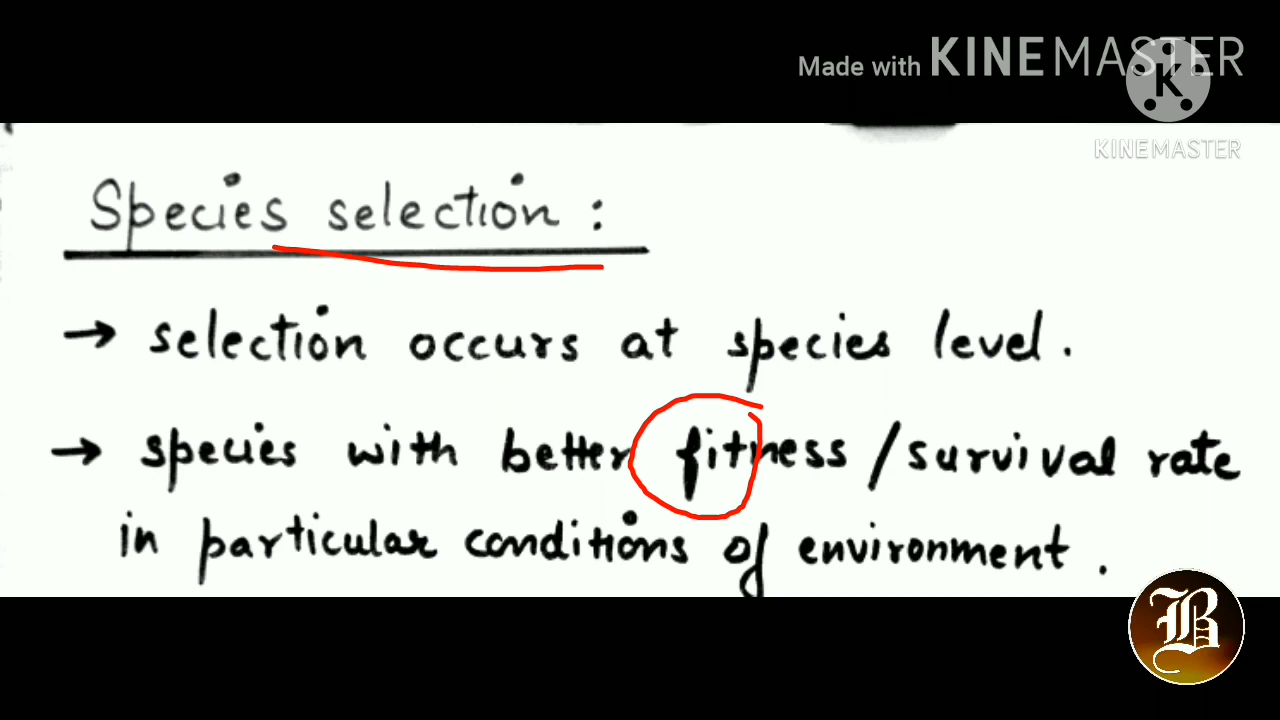 Made with KINEMASTER
K
KINEMASTER
Species selection :
→ selection occurs at species level .
→ species with better fitness / survival rate
in particular conditions of environment .
B